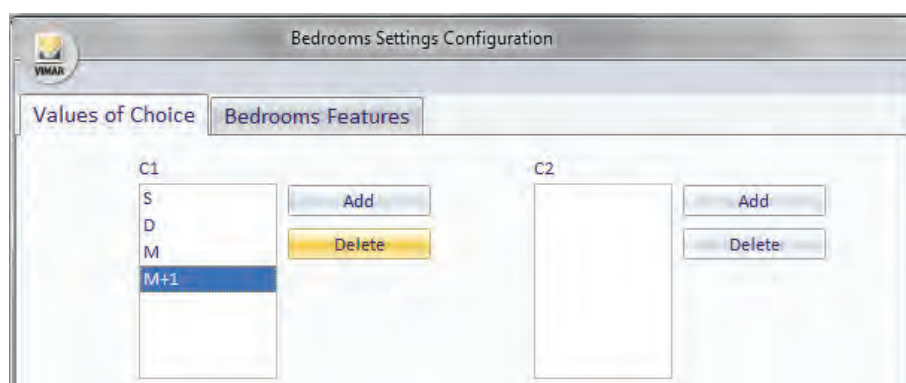 Bedrooms Settings Configuration
VIMAR
Values of Choice Bedrooms Features
C1 C2
S Add Add
D
Delete Delete
M
M+1